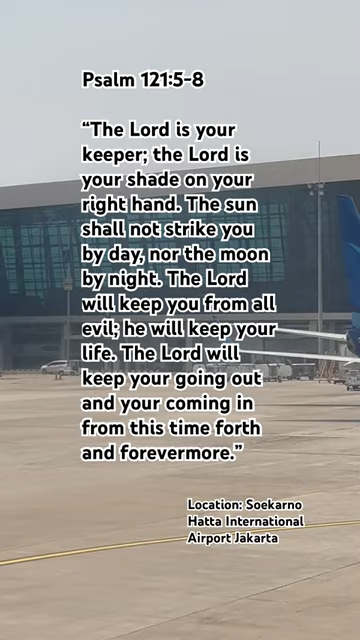 Psalm 121:5-8
“The Lord is your
keeper; the Lord is
your shade on your
right hand. The sun
shall not strike you
by day, nor the moon
by night. The Lord
will keep you from all
evil; he will keep your
life. The Lord will
keep your going out
and your coming in
from this time forth
and forevermore.”
Location: Soekarno
Hatta International
Airport Jakarta